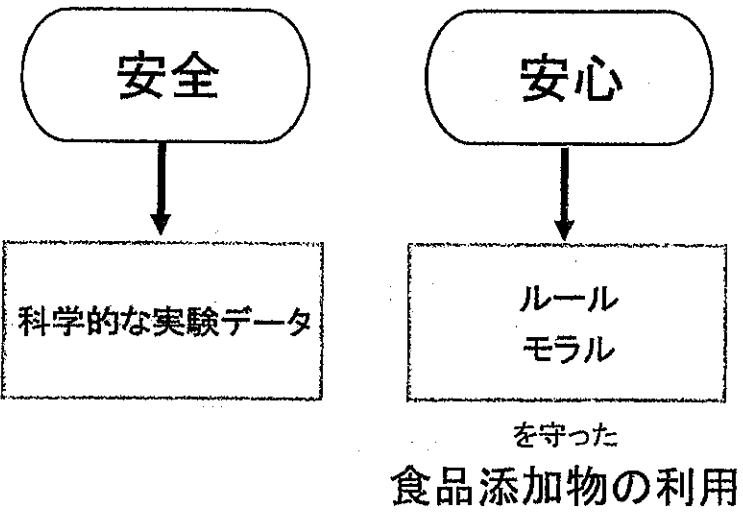 安全
科学的な実験データ
安心
ルール
モラル
を守った
食品添加物の利用